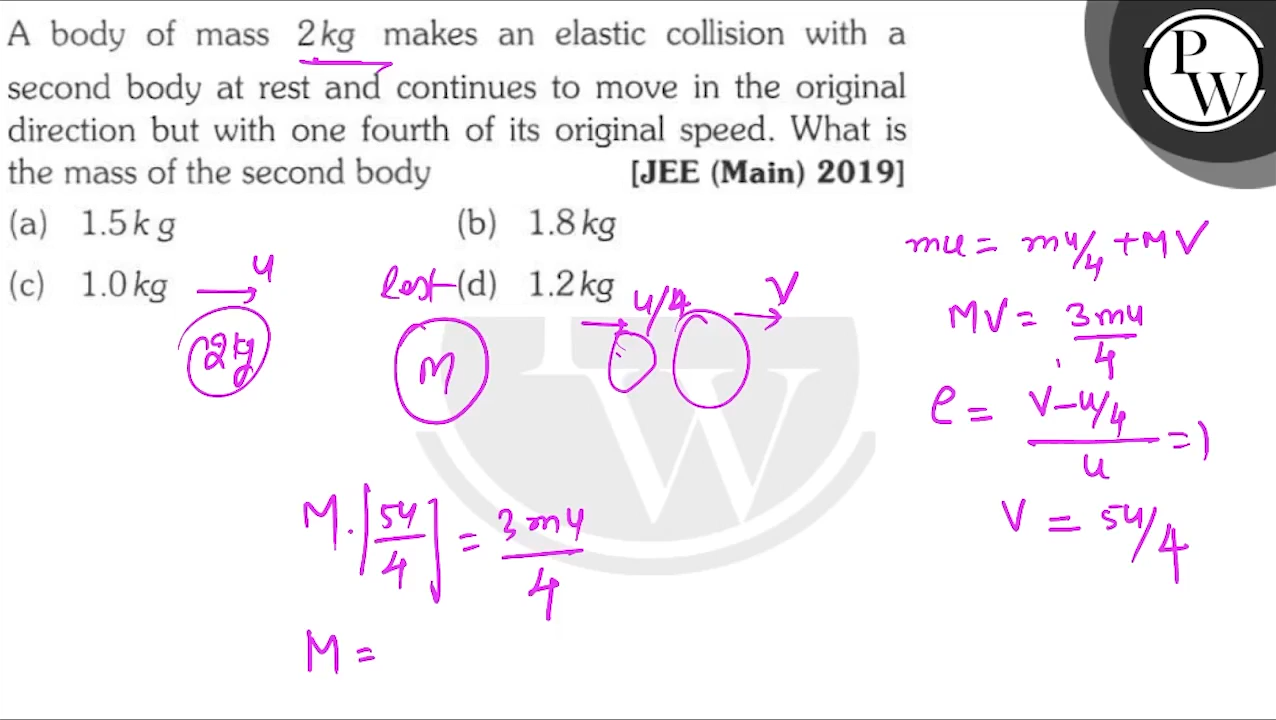 A body of mass 2kg makes an elastic collision with a
second body at rest and continues to move in the original
direction but with one fourth of its original speed. What is
the mass of the second body [JEE (Main) 2019]
(a) 1.5k g (b) 1.8kg
(c) 1.0kg (d) 1.2kg
u
2kg
Rest
M
u/4
V
mu = mu/4 + MV
MV = 3mu/4
e = (V-u/4)/u = 1
V = 5u/4
M.[5u/4] = 3mu/4
M =
P
W
W